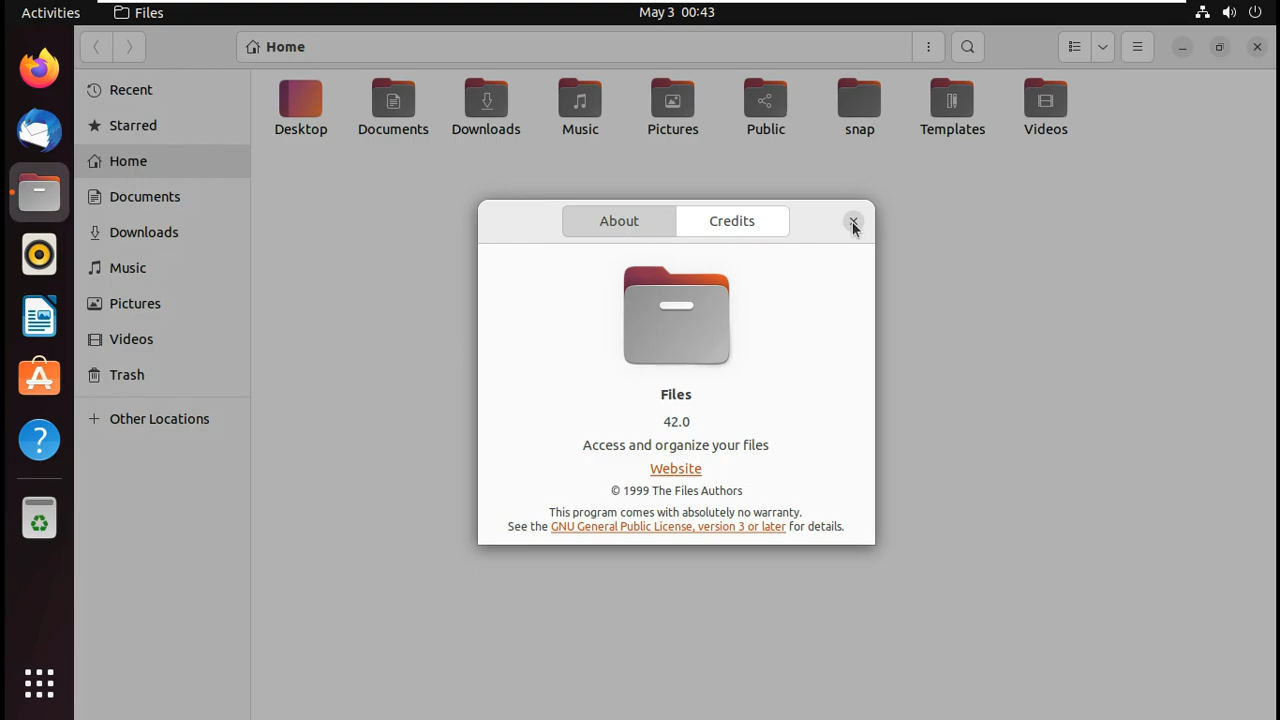 Activities
Files
May 3 00:43
Home
Recent
Starred
Home
Documents
Downloads
Music
Pictures
Videos
Trash
Other Locations
Desktop
Documents
Downloads
Music
Pictures
Public
snap
Templates
Videos
About
Credits
Files
42.0
Access and organize your files
Website
© 1999 The Files Authors
This program comes with absolutely no warranty.
See the GNU General Public License, version 3 or later for details.